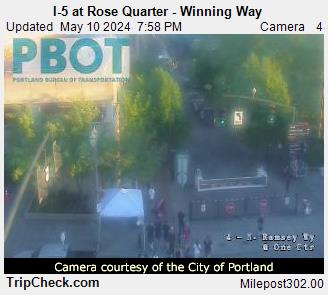 I-5 at Rose Quarter - Winning Way
Updated May 10 2024 7:58 PM Camera 4
PBOT
PORTLAND BUREAU OF TRANSPORTATION
4 - N. Ramsey Wy
@ One Ctr
Camera courtesy of the City of Portland
TripCheck.com Milepost302.00